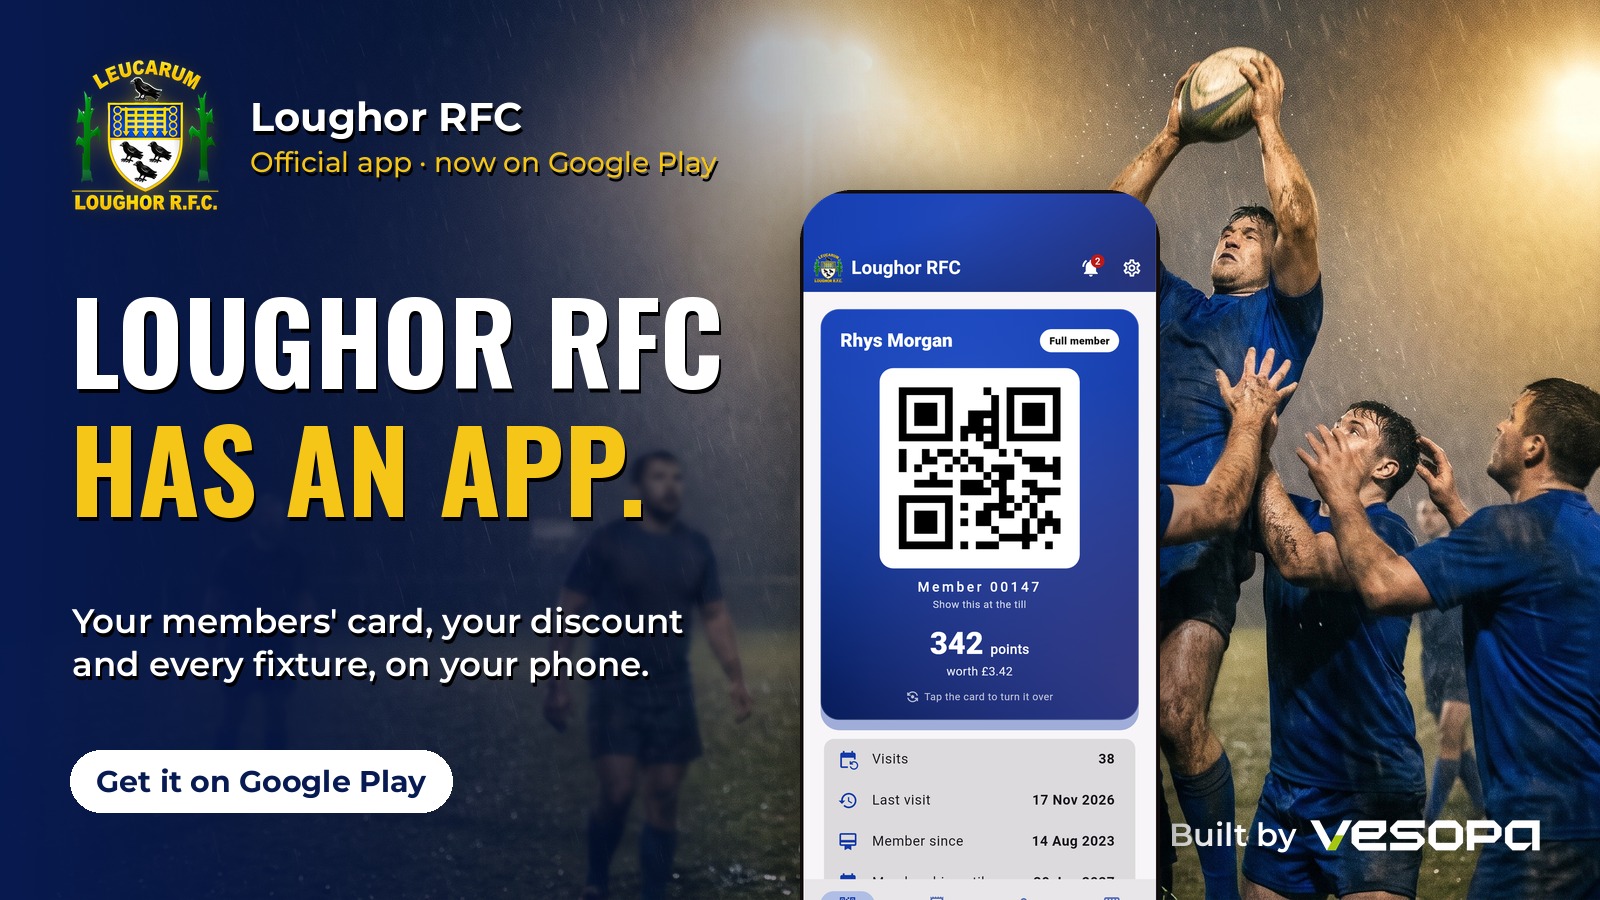 LEUCARUM
LOUGHOR R.F.C.
Loughor RFC
Official app · now on Google Play
LOUGHOR RFC
HAS AN APP.
Your members' card, your discount
and every fixture, on your phone.
Get it on Google Play
Loughor RFC
2
Rhys Morgan
Full member
Member 00147
Show this at the till
342 points
worth £3.42
Tap the card to turn it over
Visits 38
Last visit 17 Nov 2026
Member since 14 Aug 2023
Built by vesopa